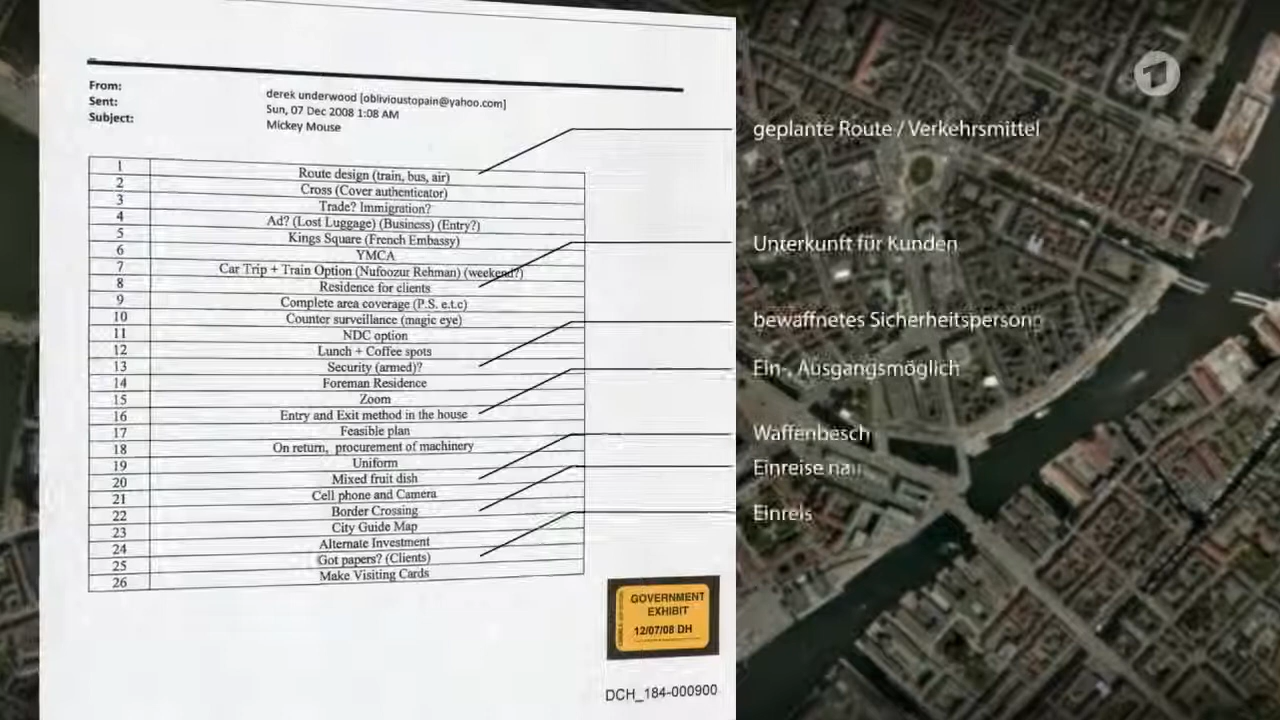 From: derek underwood [oblivioustopain@yahoo.com]
Sent: Sun, 07 Dec 2008 1:08 AM
Subject: Mickey Mouse
1 Route design (train, bus, air)
2 Cross (Cover authenticator)
3 Trade? Immigration?
4 Ad? (Lost Luggage) (Business) (Entry?)
5 Kings Square (French Embassy)
6 YMCA
7 Car Trip + Train Option (Nufoozur Rehman) (weekend?)
8 Residence for clients
9 Complete area coverage (P.S. e.t.c)
10 Counter surveillance (magic eye)
11 NDC option
12 Lunch + Coffee spots
13 Security (armed)?
14 Foreman Residence
15 Zoom
16 Entry and Exit method in the house
17 Feasible plan
18 On return, procurement of machinery
19 Uniform
20 Mixed fruit dish
21 Cell phone and Camera
22 Border Crossing
23 City Guide Map
24 Alternate Investment
25 Got papers? (Clients)
26 Make Visiting Cards
GOVERNMENT
EXHIBIT
12/07/08 DH
DCH_184-000900
1
geplante Route / Verkehrsmittel
Unterkunft für Kunden
bewaffnetes Sicherheitsperson
Ein-, Ausgangsmöglich
Waffenbesch
Einreise na
Einreis